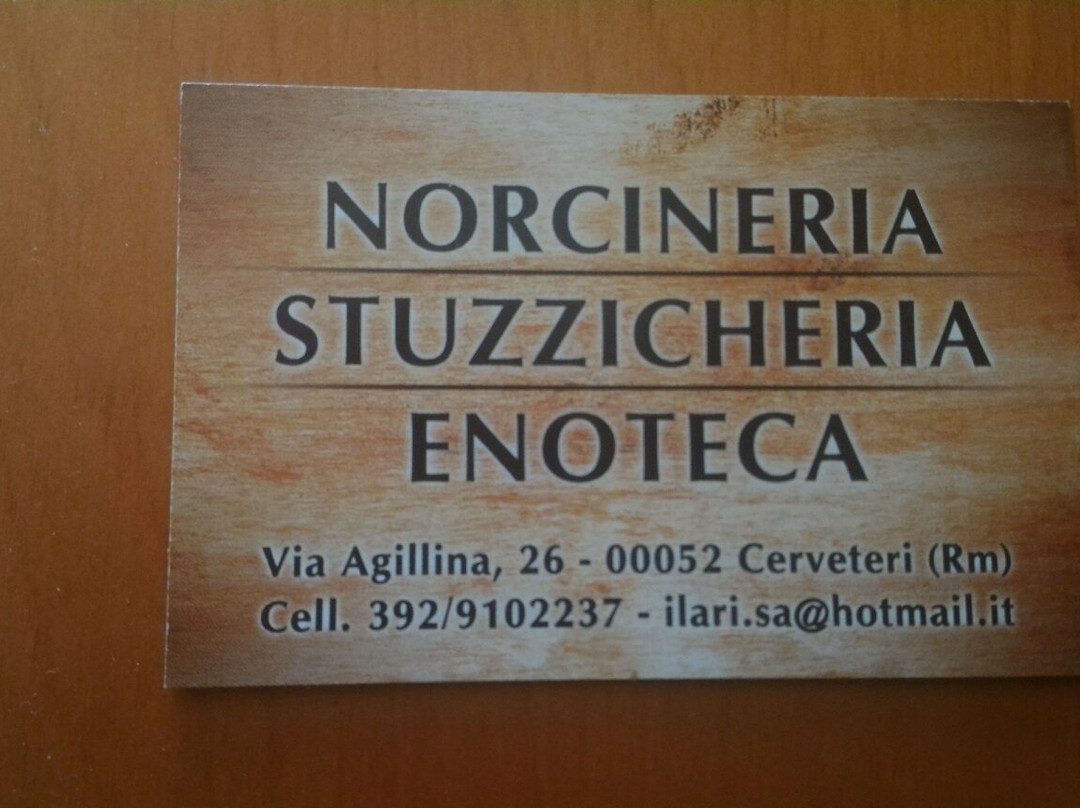 NORCINERIA
STUZZICHERIA
ENOTECA
Via Agillina, 26 - 00052 Cerveteri (Rm)
Cell. 392/9102237 - ilari.sa@hotmail.it